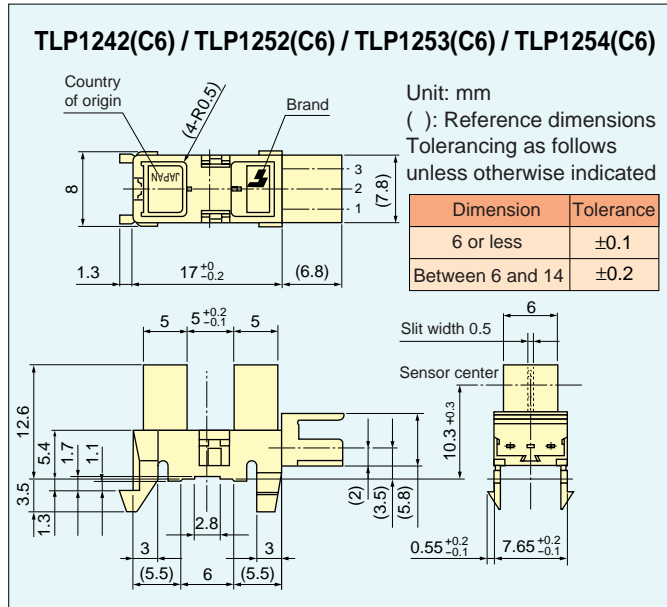 TLP1242(C6) / TLP1252(C6) / TLP1253(C6) / TLP1254(C6)
Country
of origin
(4-R0.5)
Brand
Unit: mm
( ): Reference dimensions
Tolerancing as follows
unless otherwise indicated
Dimension Tolerance
6 or less ±0.1
Between 6 and 14 ±0.2
JAPAN
3
2
1
8
(7.8)
1.3
17 +0 -0.2
(6.8)
5
5 +0.2 -0.1
5
6
Slit width 0.5
Sensor center
12.6
5.4
1.7
1.1
3.5
1.3
10.3 +0.3
(2)
(3.5)
(5.8)
2.8
3
3
(5.5)
6
(5.5)
0.55 +0.2 -0.1
7.65 +0.2 -0.1